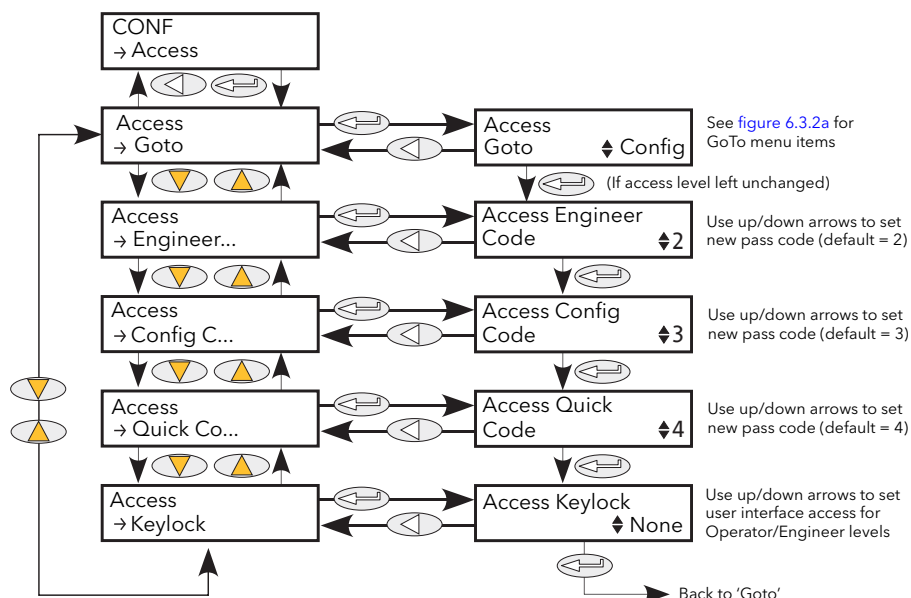 CONF
→ Access
Access
→ Goto
Access
Goto ♦ Config
See figure 6.3.2a for
GoTo menu items
(If access level left unchanged)
Access
→ Engineer...
Access Engineer
Code ♦2
Use up/down arrows to set
new pass code (default = 2)
Access
→ Config C...
Access Config
Code ♦3
Use up/down arrows to set
new pass code (default = 3)
Access
→ Quick Co...
Access Quick
Code ♦4
Use up/down arrows to set
new pass code (default = 4)
Access
→ Keylock
Access Keylock
♦ None
Use up/down arrows to set
user interface access for
Operator/Engineer levels
Back to 'Goto'